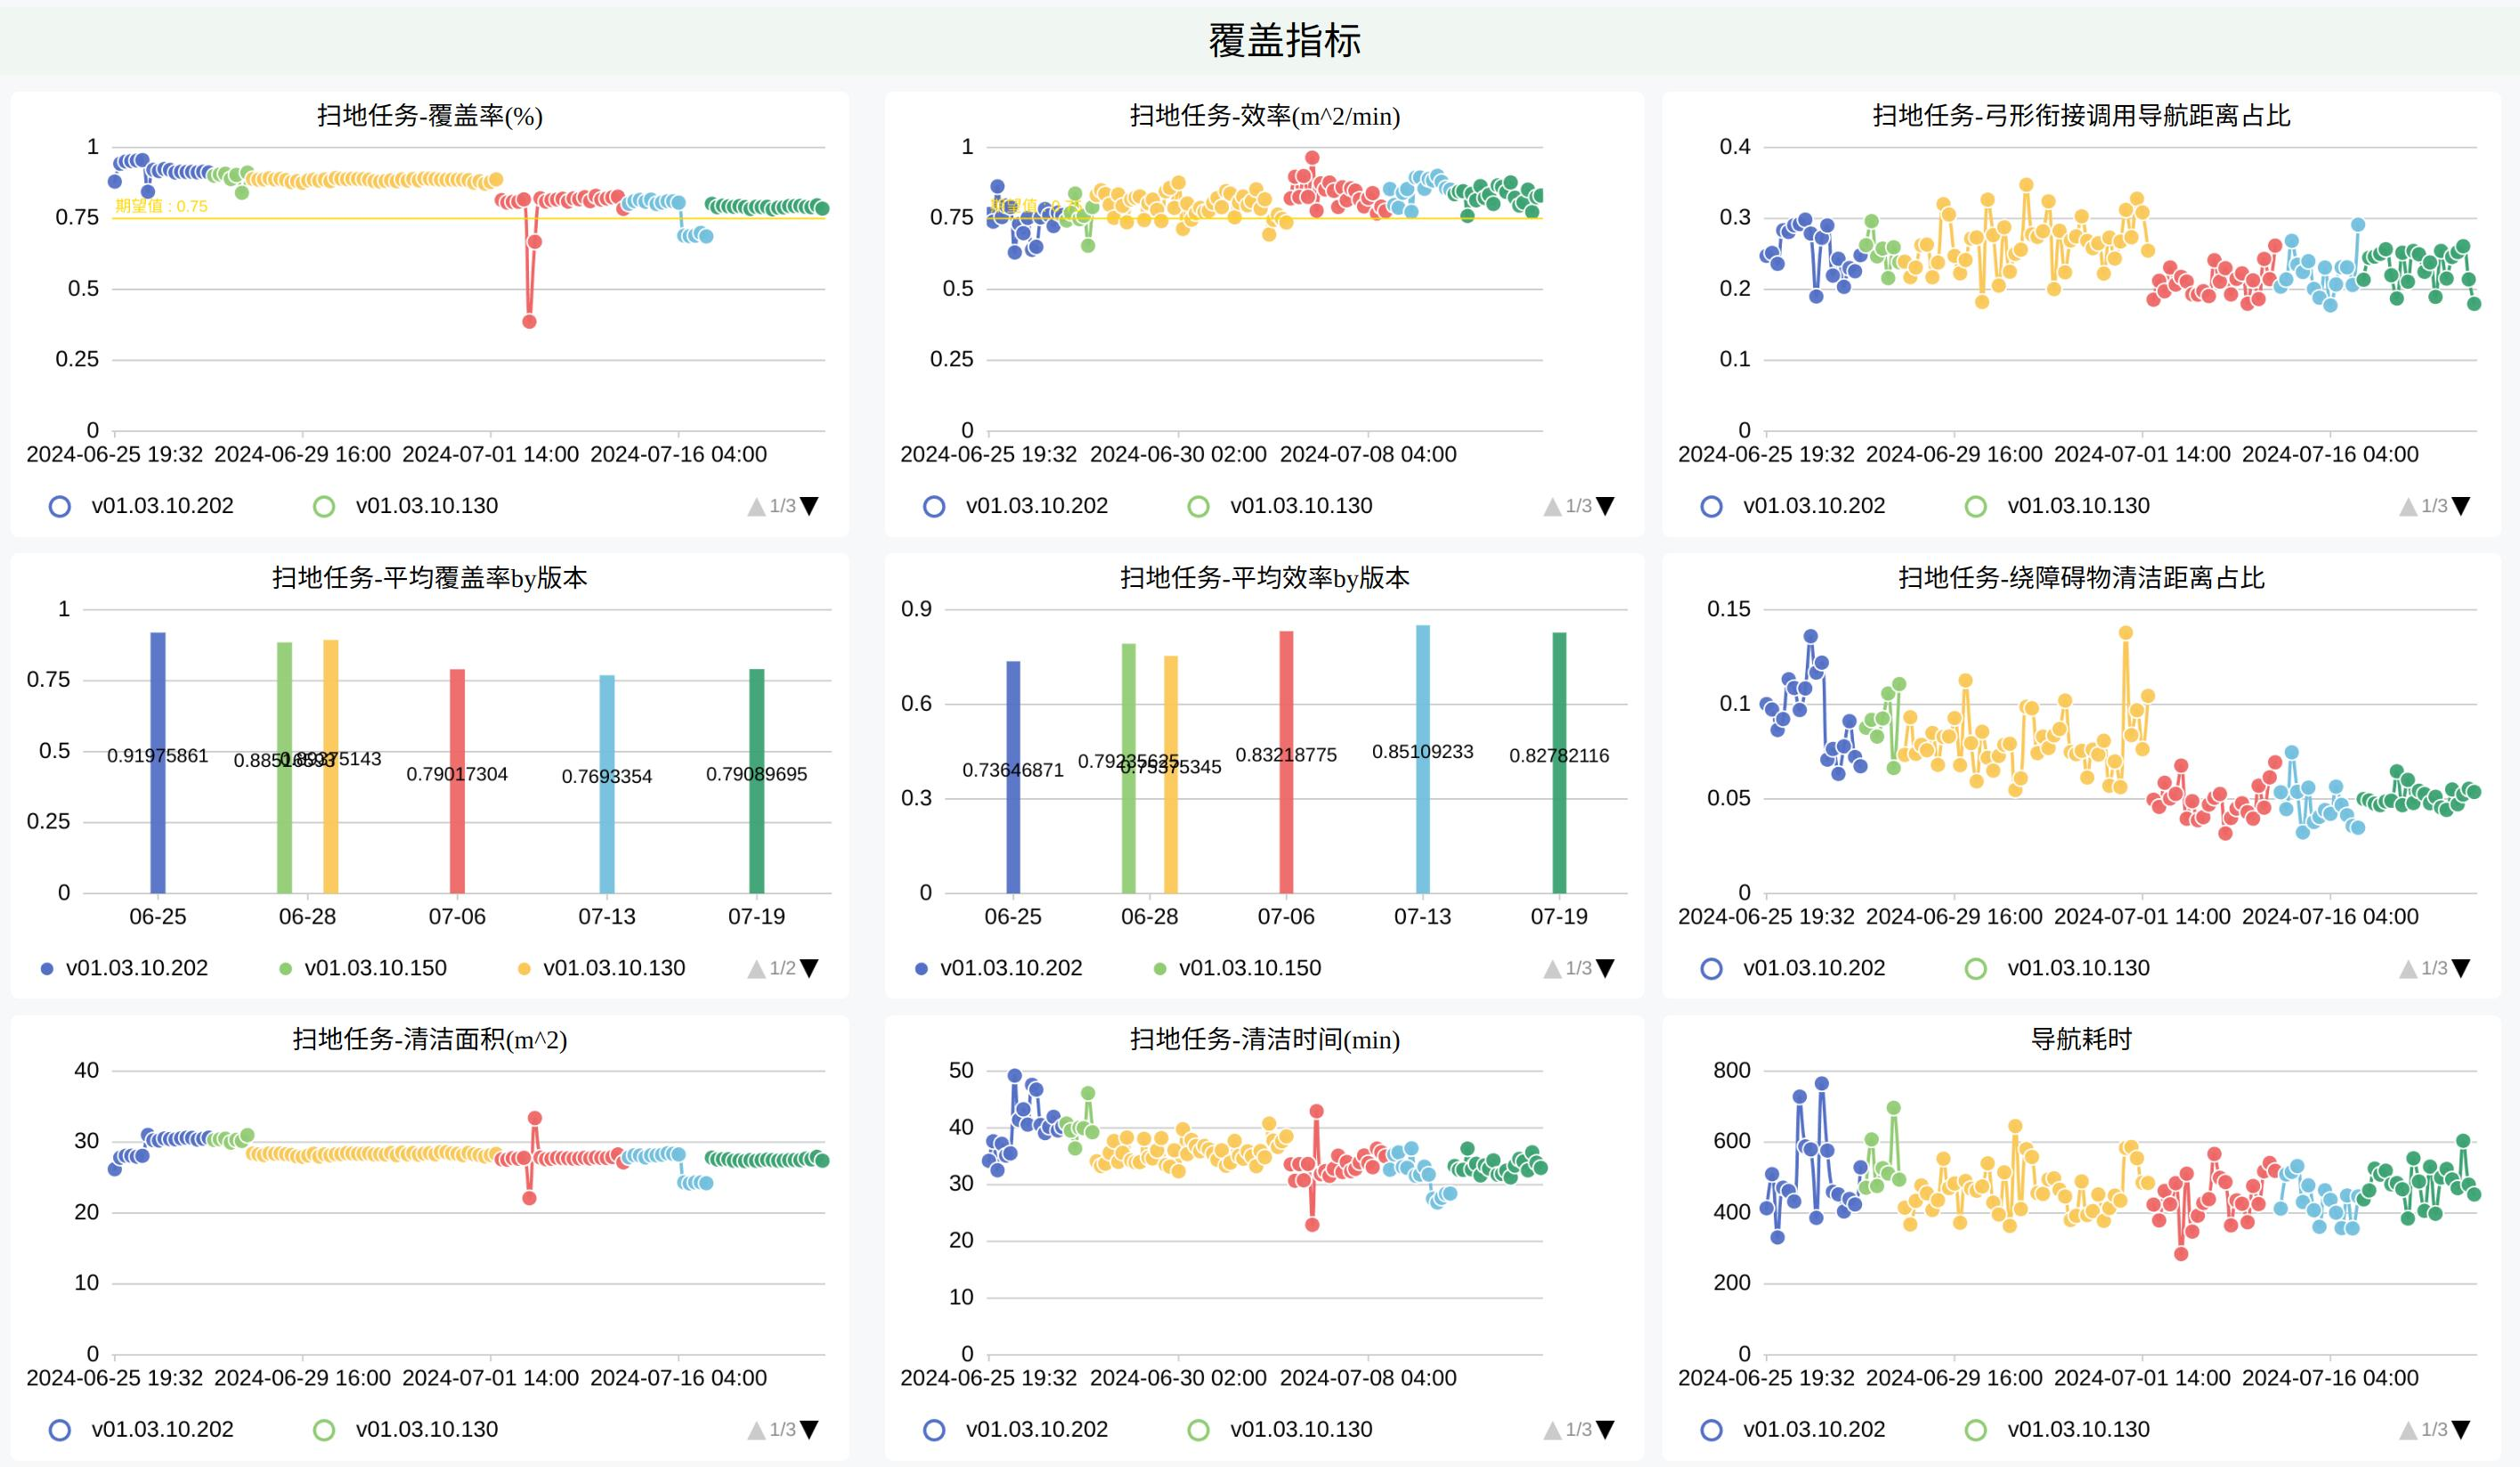 覆盖指标
扫地任务-覆盖率(%)
1
0.75
0.5
0.25
0
期望值 : 0.75
2024-06-25 19:32 2024-06-29 16:00 2024-07-01 14:00 2024-07-16 04:00
v01.03.10.202 v01.03.10.130 1/3
扫地任务-效率(m^2/min)
1
0.75
0.5
0.25
0
2024-06-25 19:32 2024-06-30 02:00 2024-07-08 04:00
v01.03.10.202 v01.03.10.130 1/3
扫地任务-弓形衔接调用导航距离占比
0.4
0.3
0.2
0.1
0
2024-06-25 19:32 2024-06-29 16:00 2024-07-01 14:00 2024-07-16 04:00
v01.03.10.202 v01.03.10.130 1/3
扫地任务-平均覆盖率by版本
1
0.75
0.5
0.25
0
0.91975861
0.79017304 0.7693354 0.79089695
06-25 06-28 07-06 07-13 07-19
v01.03.10.202 v01.03.10.150 v01.03.10.130 1/2
扫地任务-平均效率by版本
0.9
0.6
0.3
0
0.73646871
0.83218775 0.85109233 0.82782116
06-25 06-28 07-06 07-13 07-19
v01.03.10.202 v01.03.10.150 1/3
扫地任务-绕障碍物清洁距离占比
0.15
0.1
0.05
0
2024-06-25 19:32 2024-06-29 16:00 2024-07-01 14:00 2024-07-16 04:00
v01.03.10.202 v01.03.10.130 1/3
扫地任务-清洁面积(m^2)
40
30
20
10
0
2024-06-25 19:32 2024-06-29 16:00 2024-07-01 14:00 2024-07-16 04:00
v01.03.10.202 v01.03.10.130 1/3
扫地任务-清洁时间(min)
50
40
30
20
10
0
2024-06-25 19:32 2024-06-30 02:00 2024-07-08 04:00
v01.03.10.202 v01.03.10.130 1/3
导航耗时
800
600
400
200
0
2024-06-25 19:32 2024-06-29 16:00 2024-07-01 14:00 2024-07-16 04:00
v01.03.10.202 v01.03.10.130 1/3